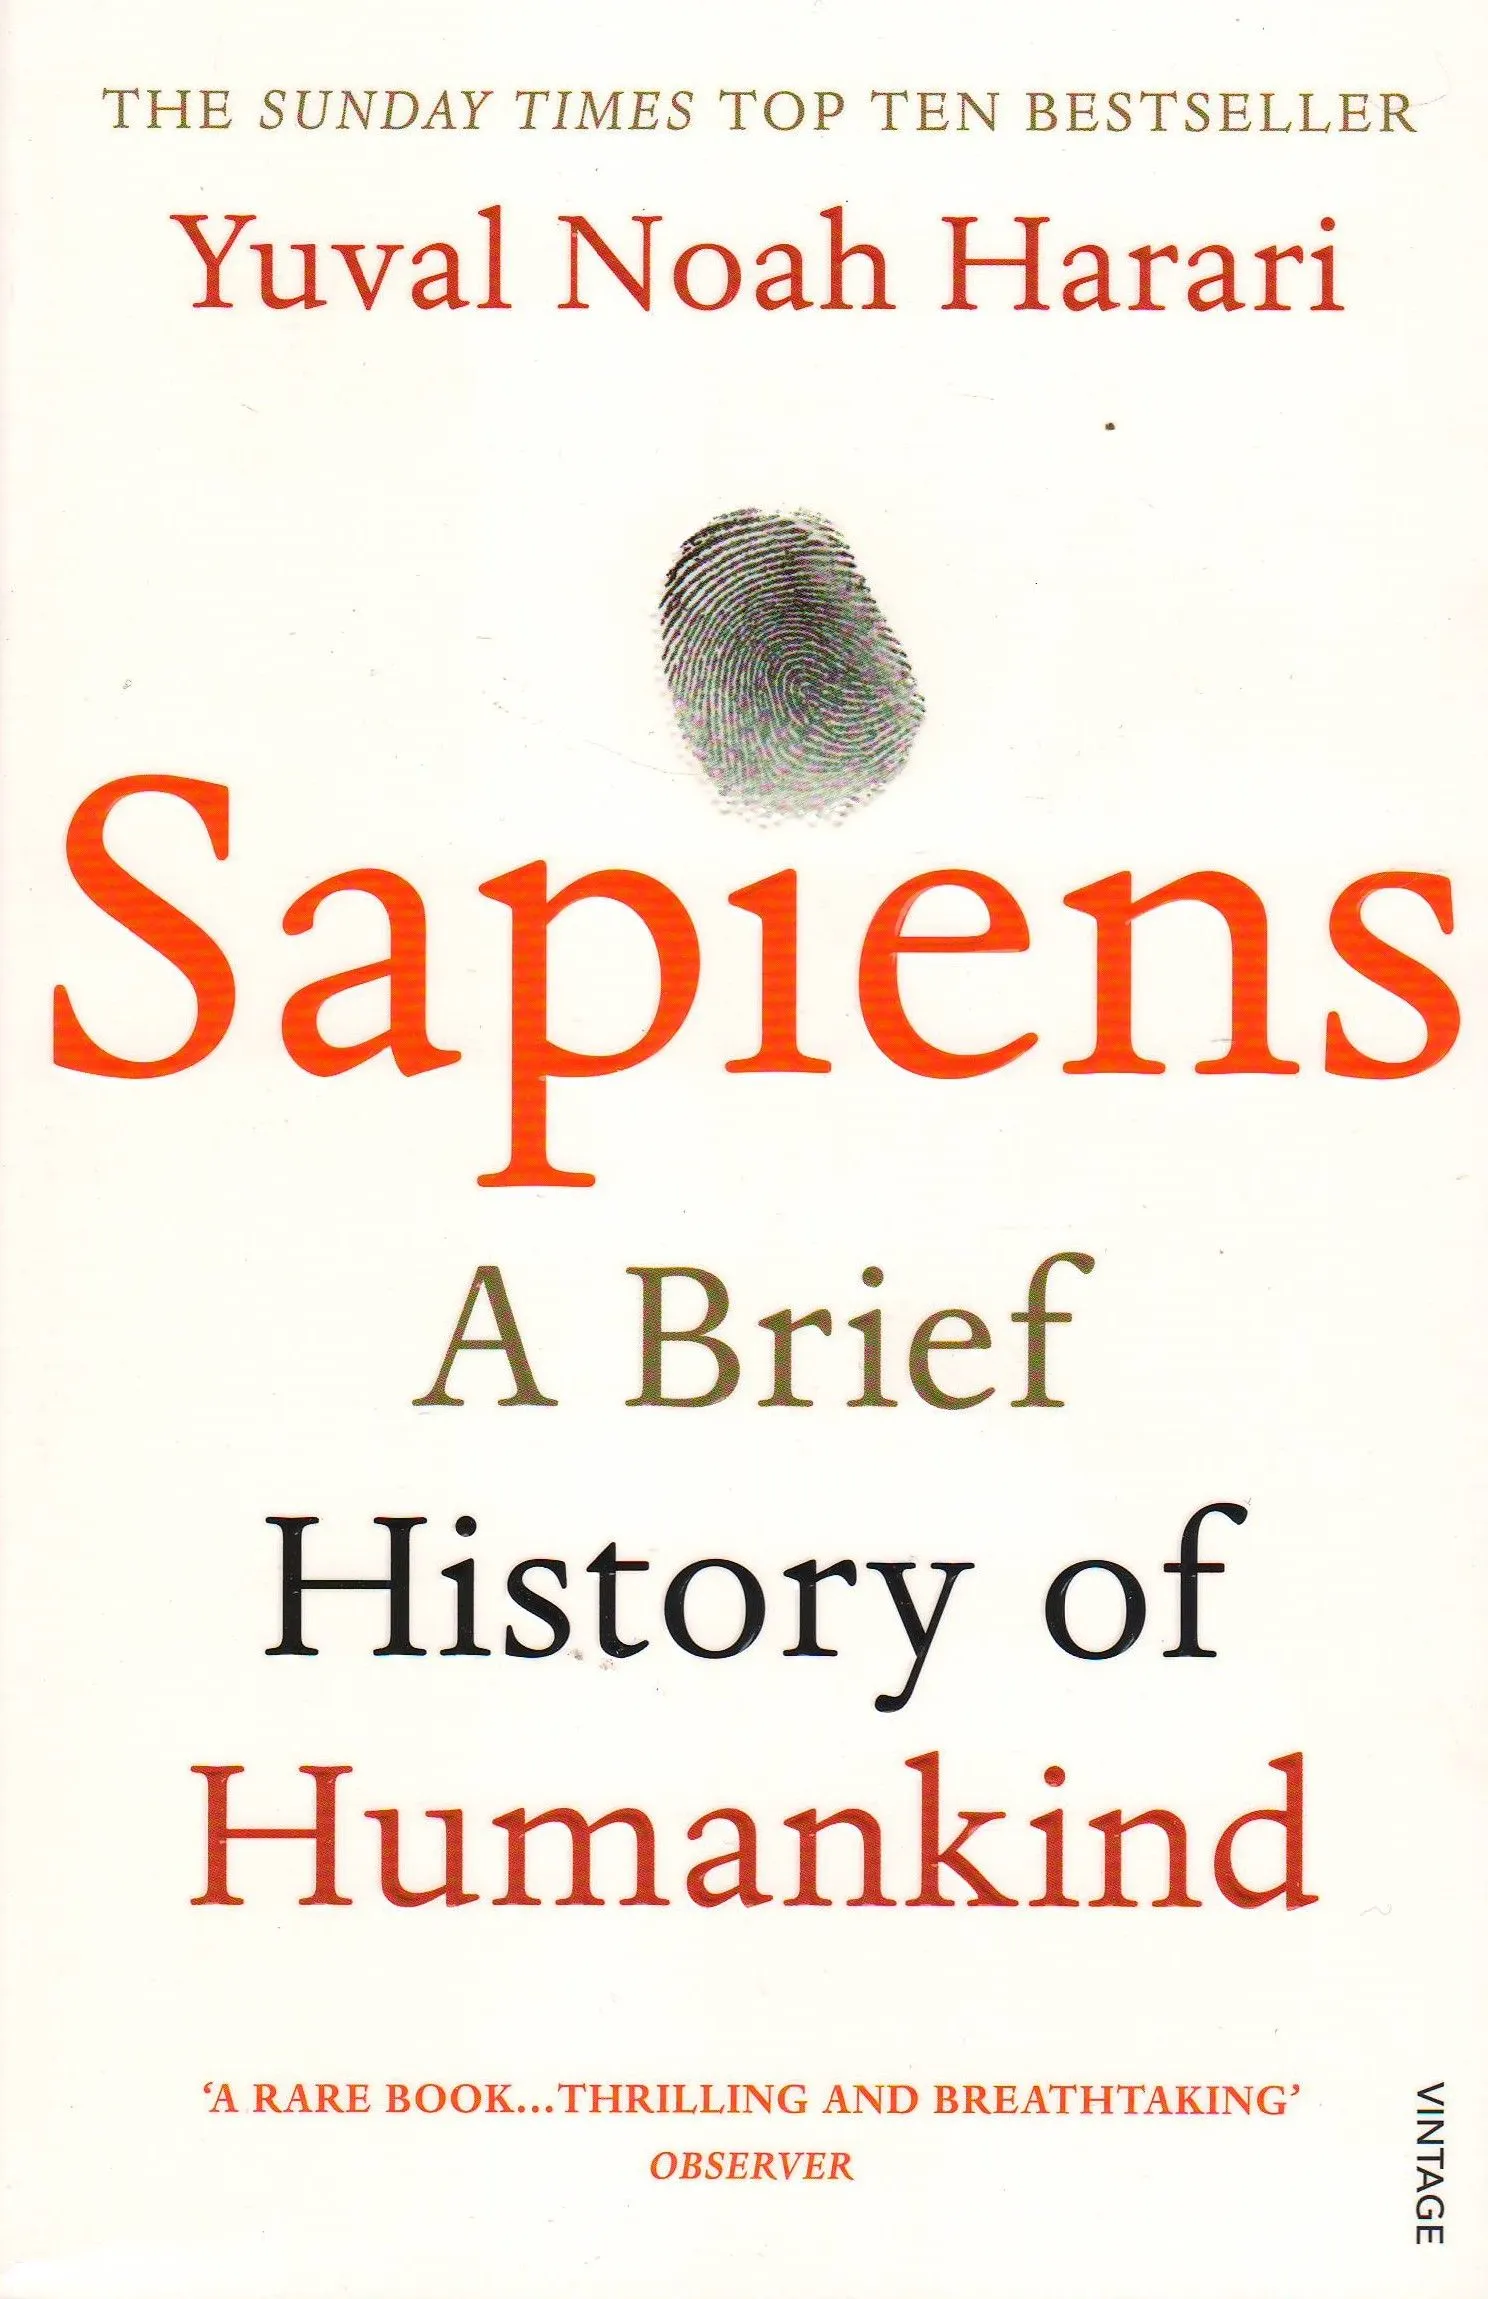 THE SUNDAY TIMES TOP TEN BESTSELLER
Yuval Noah Harari
Sapiens
A Brief
History of
Humankind
‘A RARE BOOK...THRILLING AND BREATHTAKING’
OBSERVER
VINTAGE